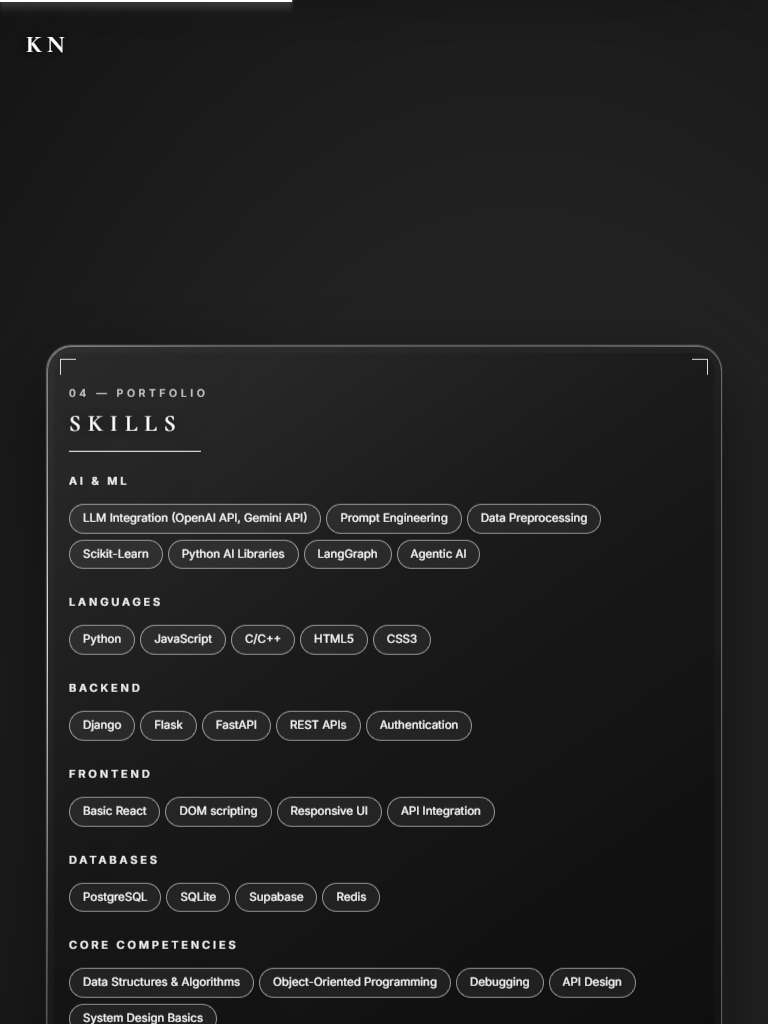 KN
04 — PORTFOLIO
SKILLS
AI & ML
LLM Integration (OpenAI API, Gemini API) Prompt Engineering Data Preprocessing
Scikit-Learn Python AI Libraries LangGraph Agentic AI
LANGUAGES
Python JavaScript C/C++ HTML5 CSS3
BACKEND
Django Flask FastAPI REST APIs Authentication
FRONTEND
Basic React DOM scripting Responsive UI API Integration
DATABASES
PostgreSQL SQLite Supabase Redis
CORE COMPETENCIES
Data Structures & Algorithms Object-Oriented Programming Debugging API Design
System Design Basics